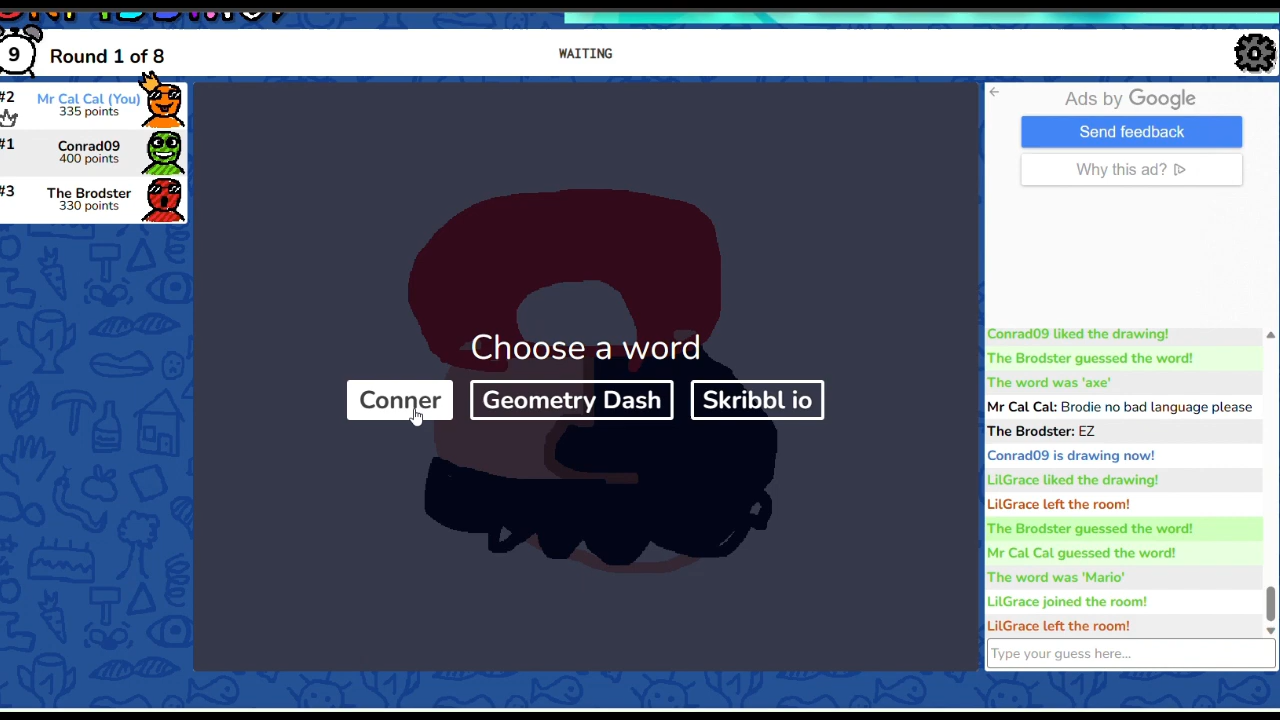 9
Round 1 of 8
WAITING
#2
Mr Cal Cal (You)
335 points
#1
Conrad09
400 points
#3
The Brodster
330 points
Choose a word
Conner
Geometry Dash
Skribbl io
Ads by Google
Send feedback
Why this ad?
Conrad09 liked the drawing!
The Brodster guessed the word!
The word was 'axe'
Mr Cal Cal: Brodie no bad language please
The Brodster: EZ
Conrad09 is drawing now!
LilGrace liked the drawing!
LilGrace left the room!
The Brodster guessed the word!
Mr Cal Cal guessed the word!
The word was 'Mario'
LilGrace joined the room!
LilGrace left the room!
Type your guess here...